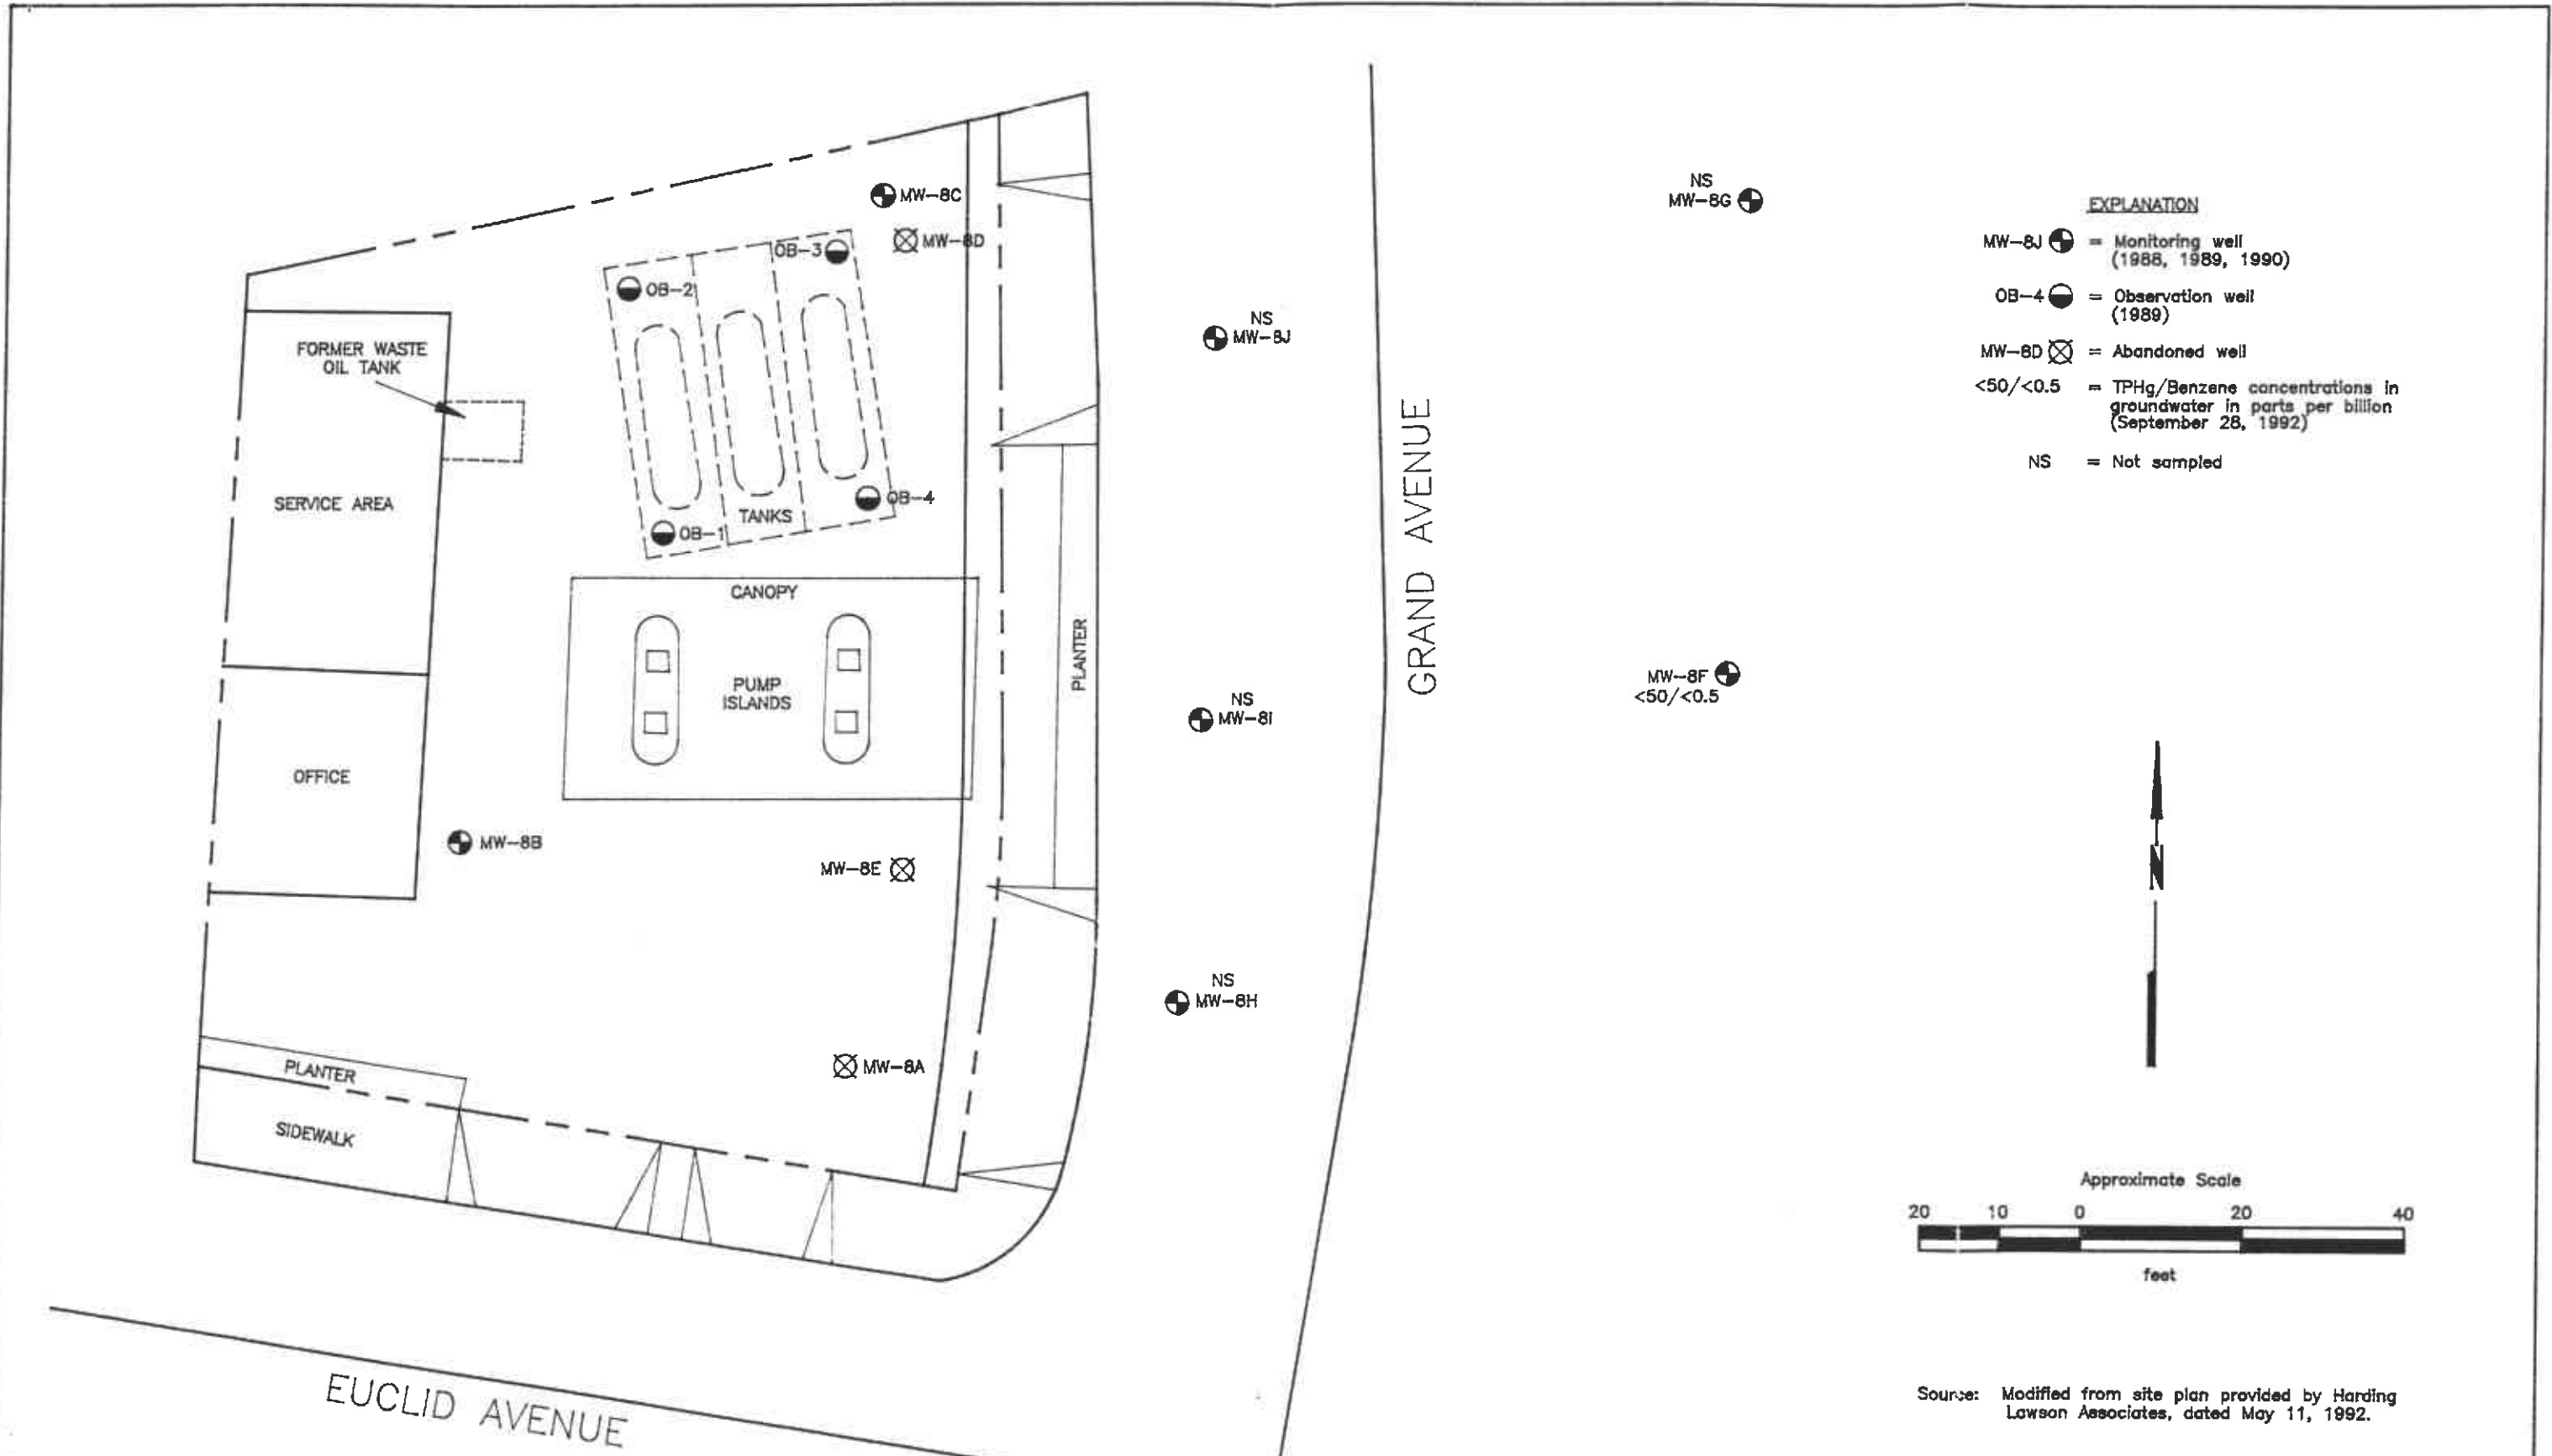 MW-8C
MW-8D
OB-3
OB-2
FORMER WASTE
OIL TANK
SERVICE AREA
OB-4
TANKS
OB-1
CANOPY
PUMP
ISLANDS
OFFICE
MW-8B
MW-8E
MW-8A
PLANTER
SIDEWALK
PLANTER
NS
MW-8J
NS
MW-8I
NS
MW-8H
GRAND AVENUE
EUCLID AVENUE
NS
MW-8G
MW-8F
<50/<0.5
EXPLANATION
MW-8J = Monitoring well
(1988, 1989, 1990)
OB-4 = Observation well
(1989)
MW-8D = Abandoned well
<50/<0.5 = TPHg/Benzene concentrations in
groundwater in parts per billion
(September 28, 1992)
NS = Not sampled
N
Approximate Scale
20 10 0 20 40
feet
Source: Modified from site plan provided by Harding
Lawson Associates, dated May 11, 1992.